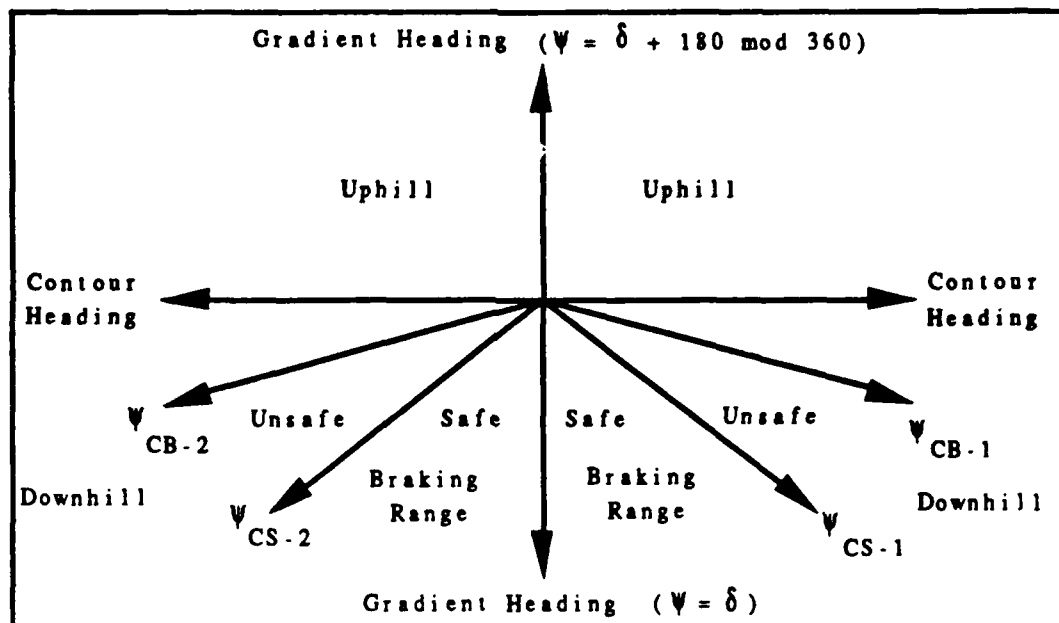 Gradient Heading (Ψ = δ + 180 mod 360)
Uphill Uphill
Contour Heading
Contour Heading
Unsafe Safe Safe Unsafe
Ψ CB-2
Ψ CB-1
Downhill
Braking Range
Braking Range
Downhill
Ψ CS-2
Ψ CS-1
Gradient Heading (Ψ = δ)